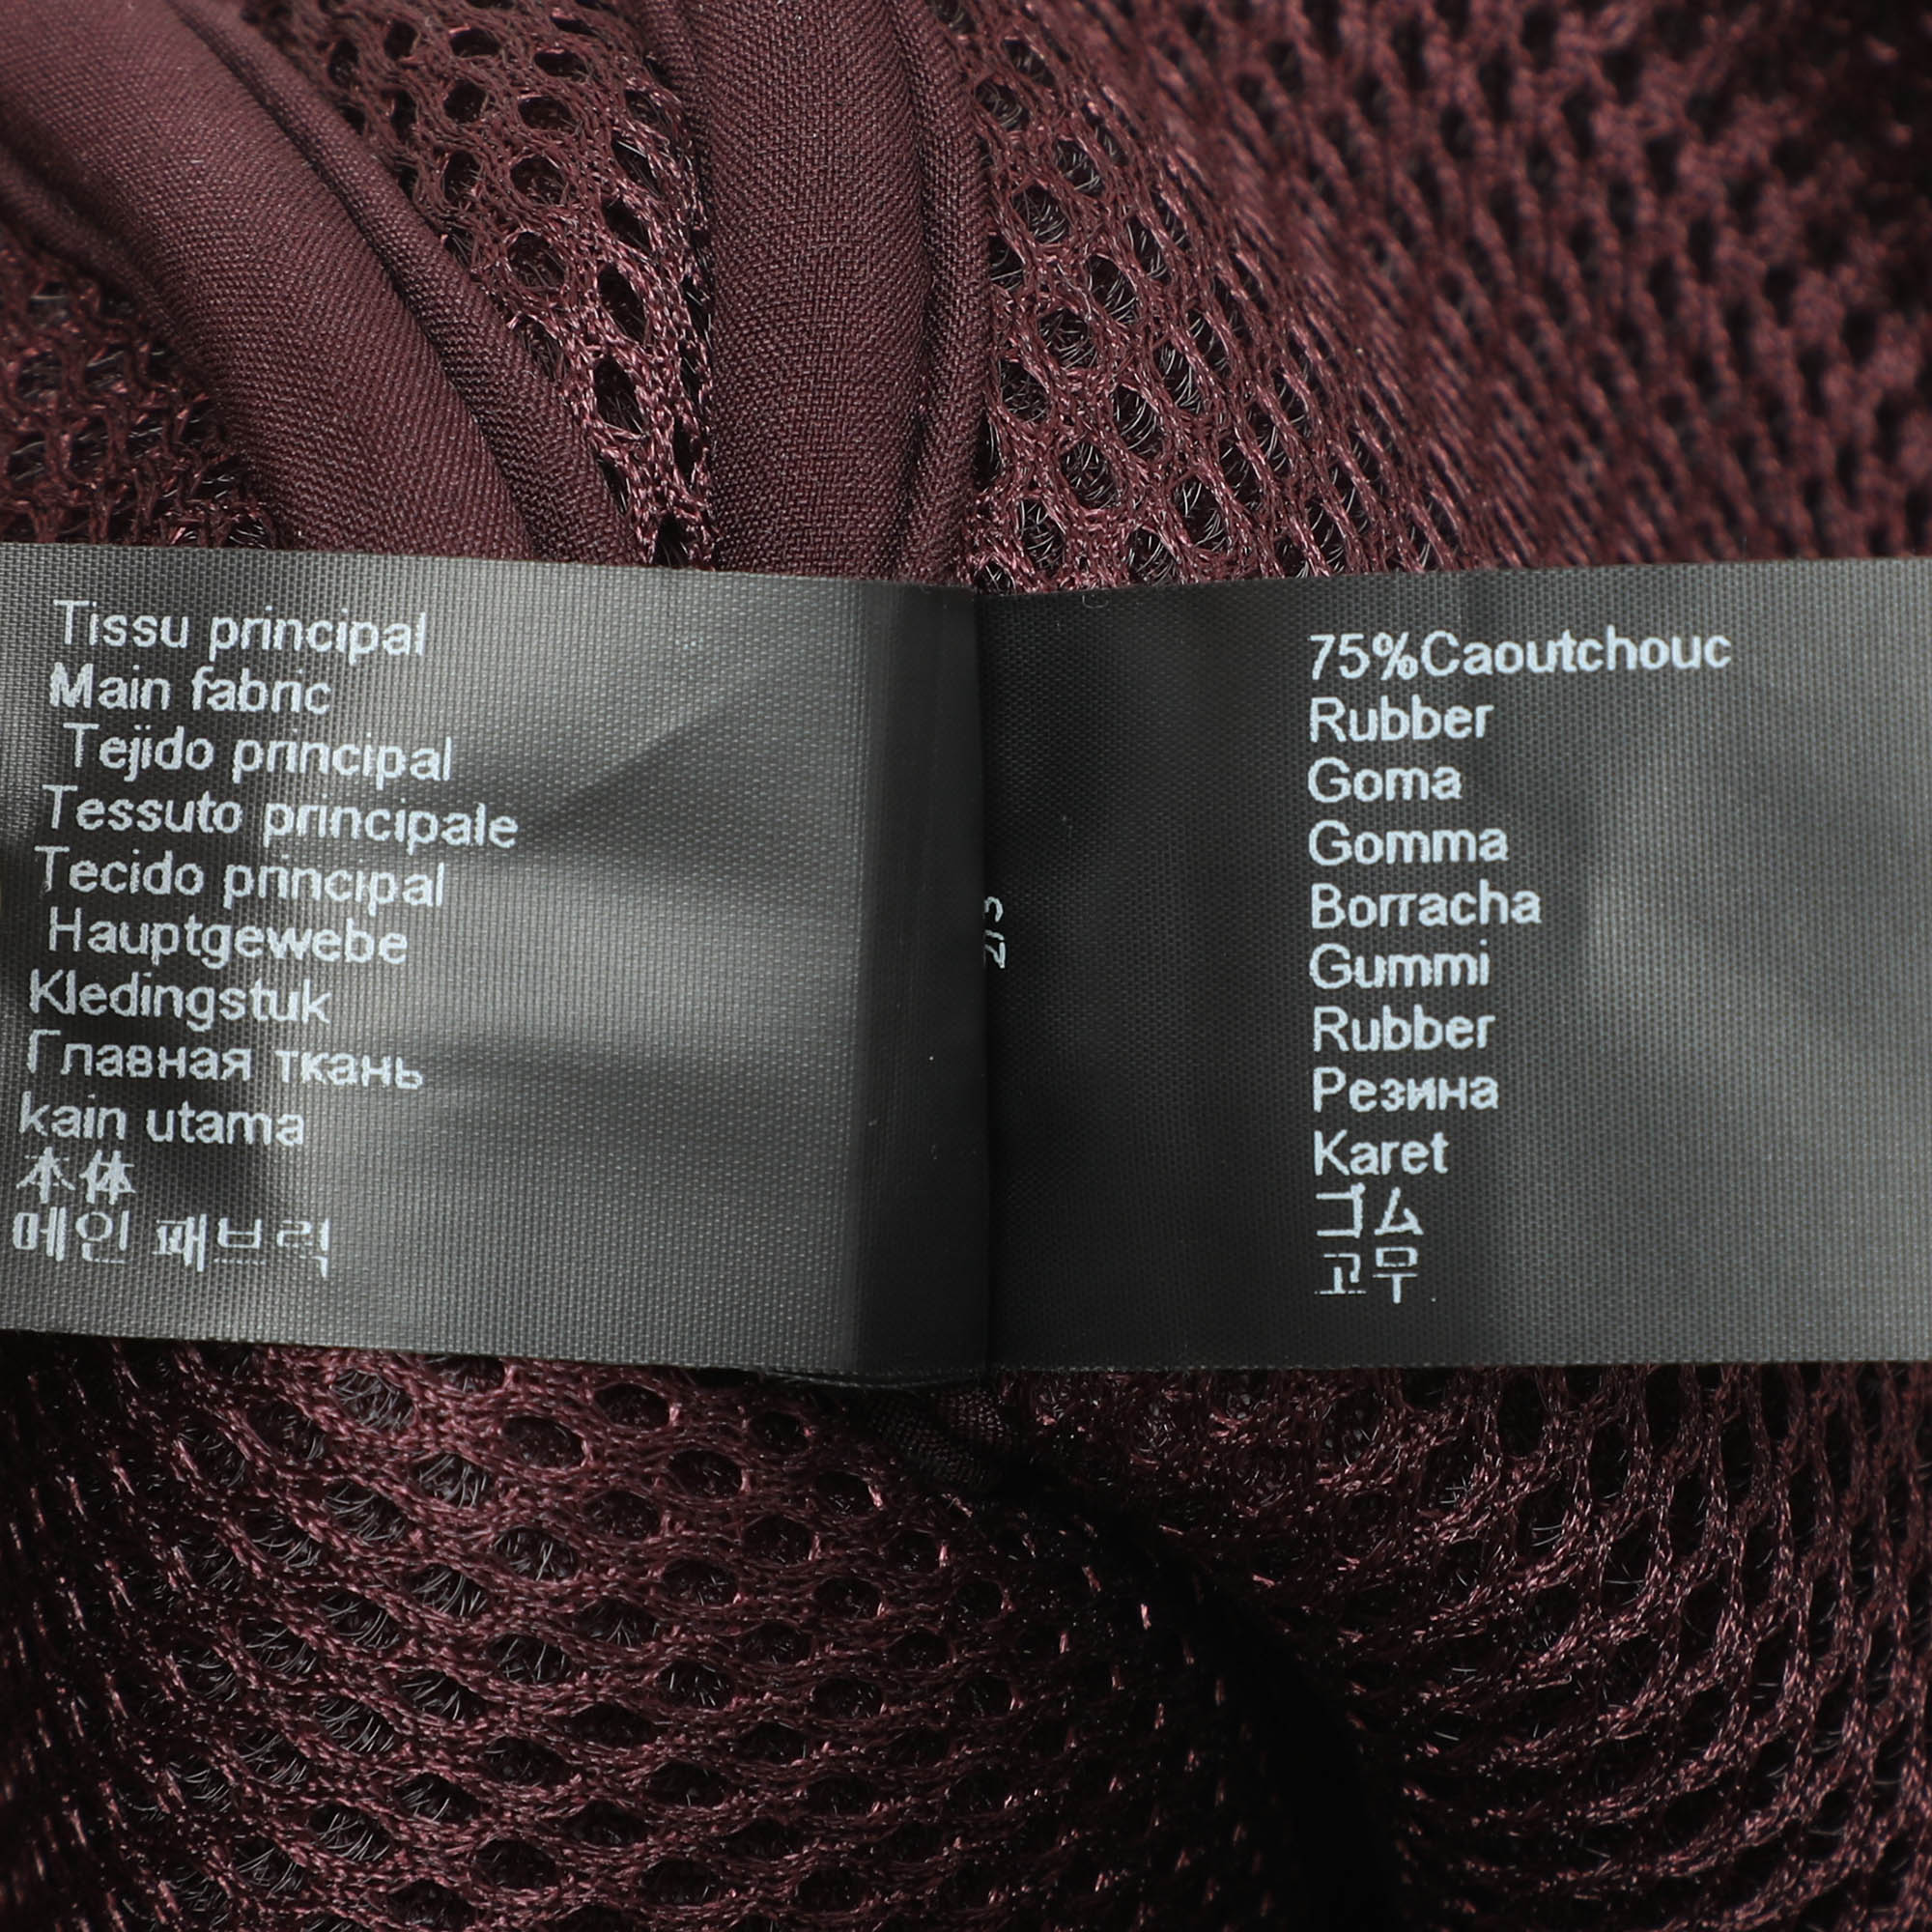 Tissu principal
Main fabric
Tejido principal
Tessuto principale
Tecido principal
Hauptgewebe
Kledingstuk
Главная ткань
kain utama
本体
메인 패브릭
75%Caoutchouc
Rubber
Goma
Gomma
Borracha
Gummi
Rubber
Резина
Karet
ゴム
고무